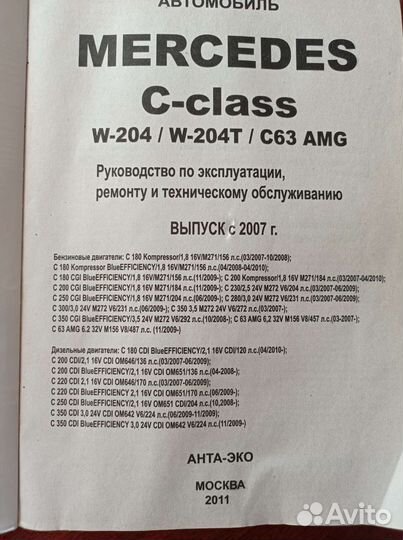 АВТОМОБИЛЬ
MERCEDES
C-class
W-204 / W-204T / C63 AMG
Руководство по эксплуатации,
ремонту и техническому обслуживанию
ВЫПУСК с 2007 г.
Бензиновые двигатели: C 180 Kompressor/1,8 16V/M271/156 л.с.(03/2007-10/2008);
C 180 Kompressor BlueEFFICIENCY/1,8 16V/M271/156 л.с.(04/2008-04/2010);
C 180 CGI BlueEFFICIENCY/1,8 16V/M271/156 л.с.(11/2009-); C 200 Kompressor/1,8 16V/M271/184 л.с.(03/2007-04/2010);
C 200 CGI BlueEFFICIENCY/1,8 16V/M271/184 л.с.(11/2009-); C 230/2,5 24V M272 V6/204 л.с.(03/2007-06/2009);
C 250 CGI BlueEFFICIENCY/1,8 16V/M271/204 л.с.(06/2009-); C 280/3,0 24V M272 V6/231 л.с.(03/2007-06/2009);
C 300/3,0 24V M272 V6/231 л.с.(06/2009-); C 350 3,5 M272 24V V6/272 л.с.(03/2007-);
C 350 CGI BlueEFFICIENCY/3,5 24V M272 V6/292 л.с.(10/2008-); C 63 AMG 6,2 32V M156 V8/457 л.с.(03-2007-);
C 63 AMG 6.2 32V M156 V8/487 л.с. (11/2009-)
Дизельные двигатели: C 180 CDI BlueEFFICIENCY/2,1 16V CDI/120 л.с.(04/2010-);
C 200 CDI/2,1 16V CDI OM646/136 л.с.(03/2007-06/2009);
C 200 CDI BlueEFFICIENCY/2,1 16V CDI OM651/136 л.с.(04-2008-);
C 220 CDI 2,1 16V CDI OM646/170 л.с.(03/2007-06/2009);
C 220 CDI BlueEFFICIENCY/2,1 16V CDI OM651/170 л.с.(06/2009-);
C 250 CDI BlueEFFICIENCY/2,1 16V OM651 CDI/204 л.с.(10,2008-);
C 350 CDI 3,0 24V CDI OM642 V6/224 л.с.(06/2009-11/2009);
C 350 CDI BlueEFFICIENCY 3,0 24V CDI OM642 V6/224 л.с.(11/2009-)
АНТА-ЭКО
МОСКВА
2011
Avito